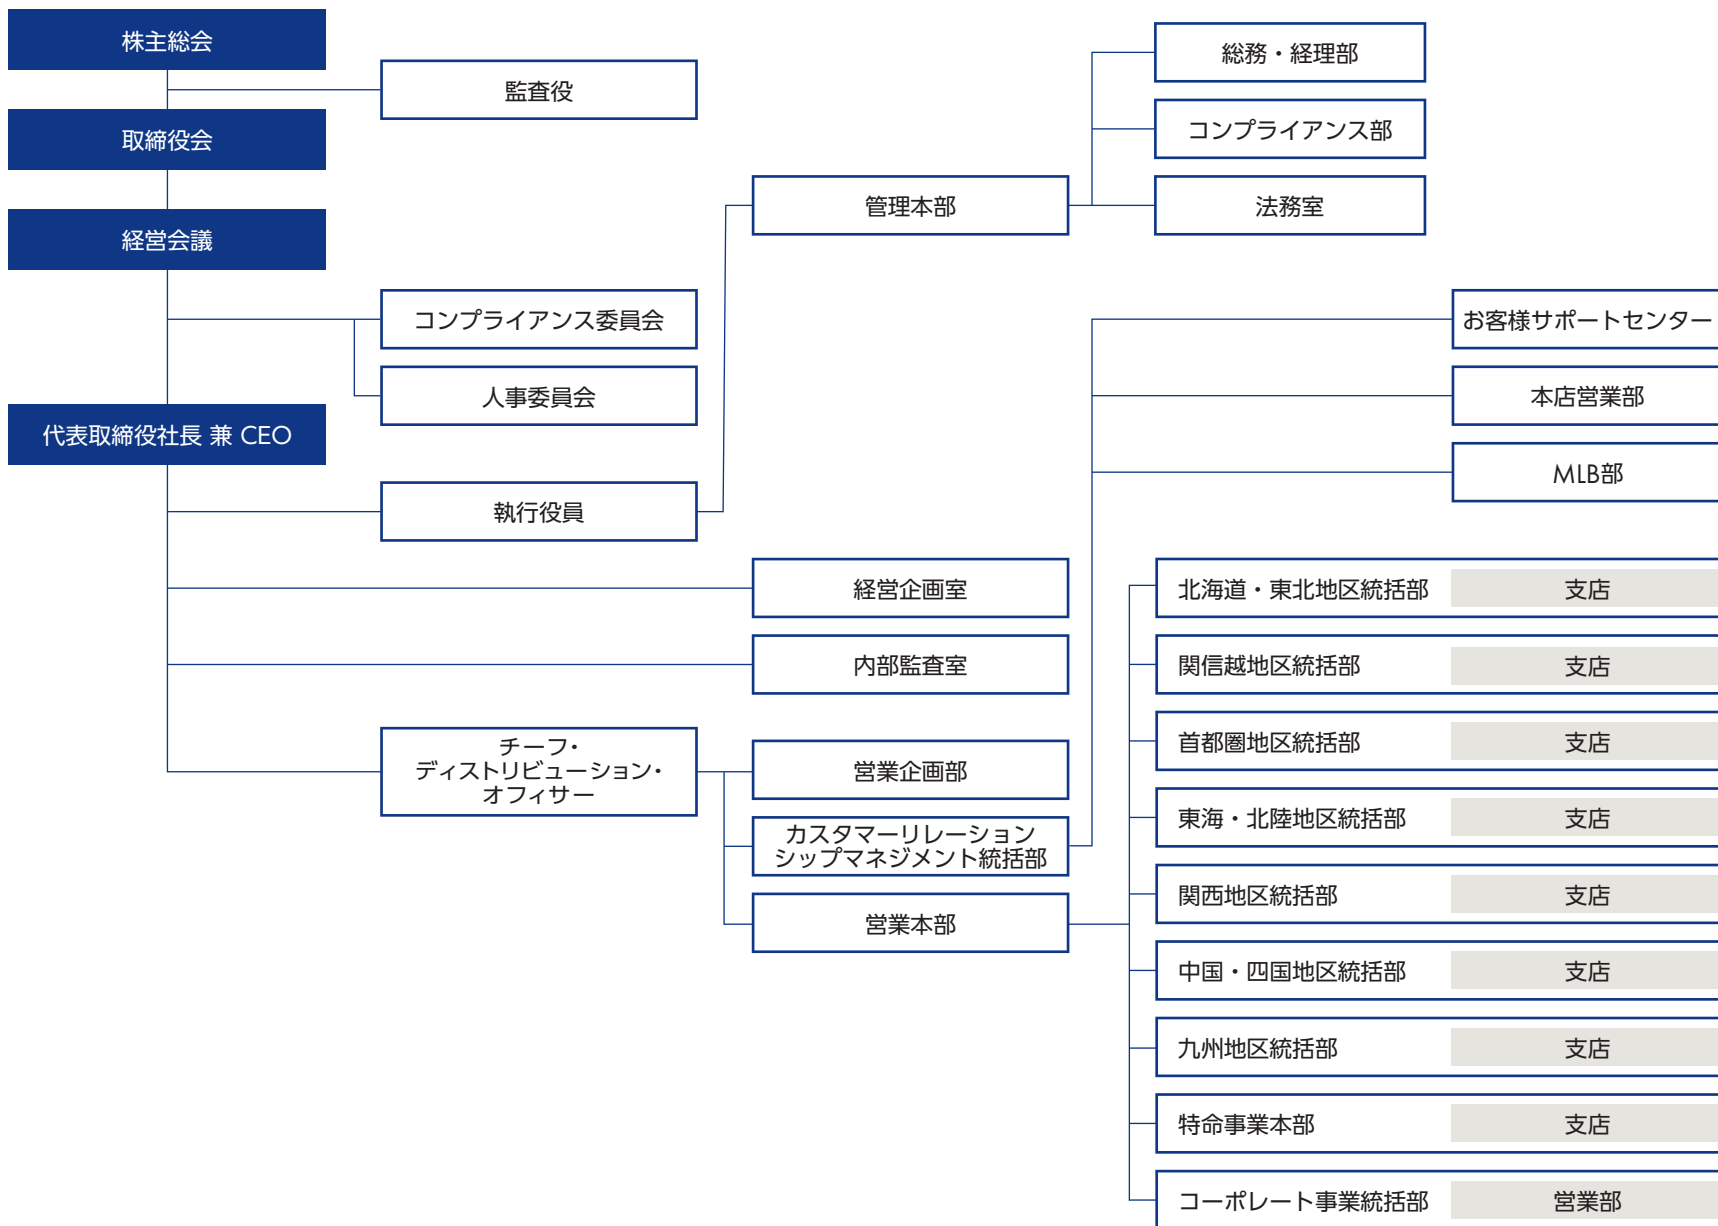 株主総会
監査役
取締役会
経営会議
コンプライアンス委員会
人事委員会
代表取締役社長 兼 CEO
執行役員
管理本部
総務・経理部
コンプライアンス部
法務室
経営企画室
内部監査室
チーフ・
ディストリビューション・
オフィサー
営業企画部
カスタマーリレーション
シップマネジメント統括部
営業本部
お客様サポートセンター
本店営業部
MLB部
北海道・東北地区統括部 支店
関信越地区統括部 支店
首都圏地区統括部 支店
東海・北陸地区統括部 支店
関西地区統括部 支店
中国・四国地区統括部 支店
九州地区統括部 支店
特命事業本部 支店
コーポレート事業統括部 営業部